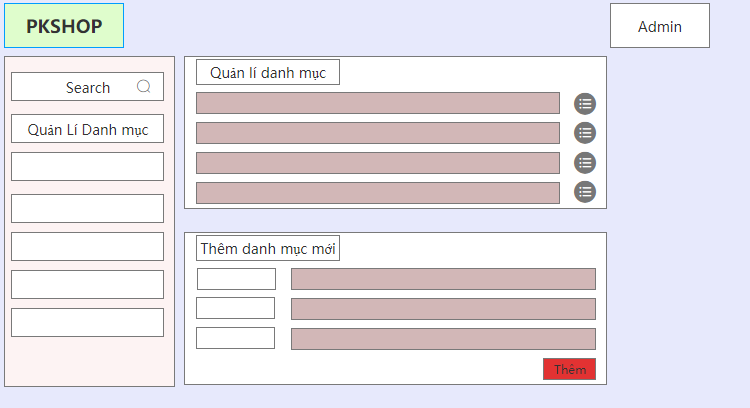 PKSHOP
Admin
Search
Quản Lí Danh mục
Quản lí danh mục
Thêm danh mục mới
Thêm